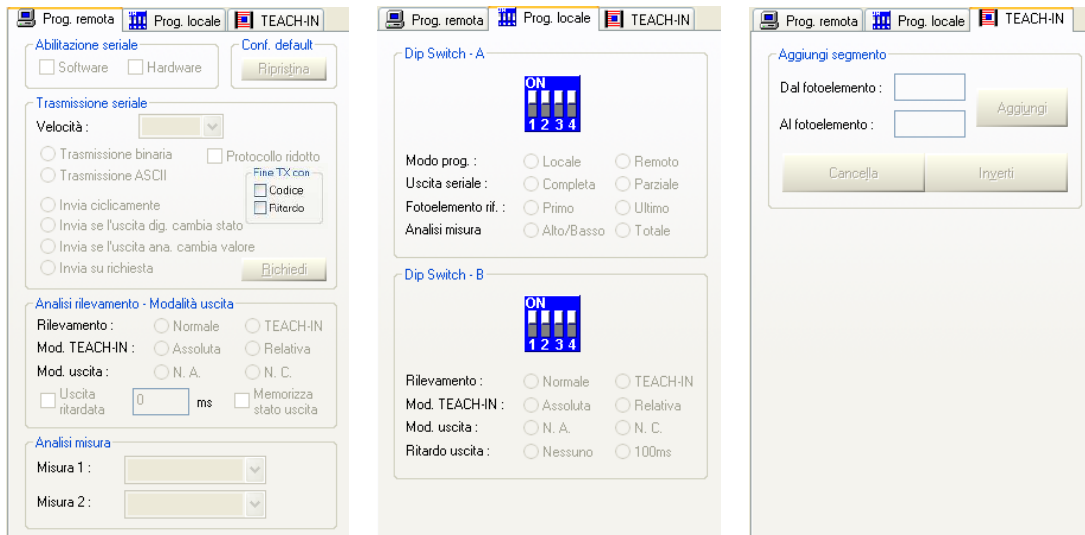 Prog. remota Prog. locale TEACH-IN
Abilitazione seriale
Software Hardware
Conf. default
Ripristina
Trasmissione seriale
Velocità :
Trasmissione binaria Protocollo ridotto
Trasmissione ASCII
Fine TX con
Codice
Ritardo
Invia ciclicamente
Invia se l'uscita dig. cambia stato
Invia se l'uscita ana. cambia valore
Invia su richiesta Richiedi
Analisi rilevamento - Modalità uscita
Rilevamento : Normale TEACH-IN
Mod. TEACH-IN : Assoluta Relativa
Mod. uscita : N. A. N. C.
Uscita ritardata 0 ms Memorizza stato uscita
Analisi misura
Misura 1 :
Misura 2 :
Prog. remota Prog. locale TEACH-IN
Dip Switch - A
ON
1 2 3 4
Modo prog. : Locale Remoto
Uscita seriale : Completa Parziale
Fotoelemento rif. : Primo Ultimo
Analisi misura Alto/Basso Totale
Dip Switch - B
ON
1 2 3 4
Rilevamento : Normale TEACH-IN
Mod. TEACH-IN : Assoluta Relativa
Mod. uscita : N. A. N. C.
Ritardo uscita : Nessuno 100ms
Prog. remota Prog. locale TEACH-IN
Aggiungi segmento
Dal fotoelemento :
Al fotoelemento :
Aggiungi
Cancella Inverti